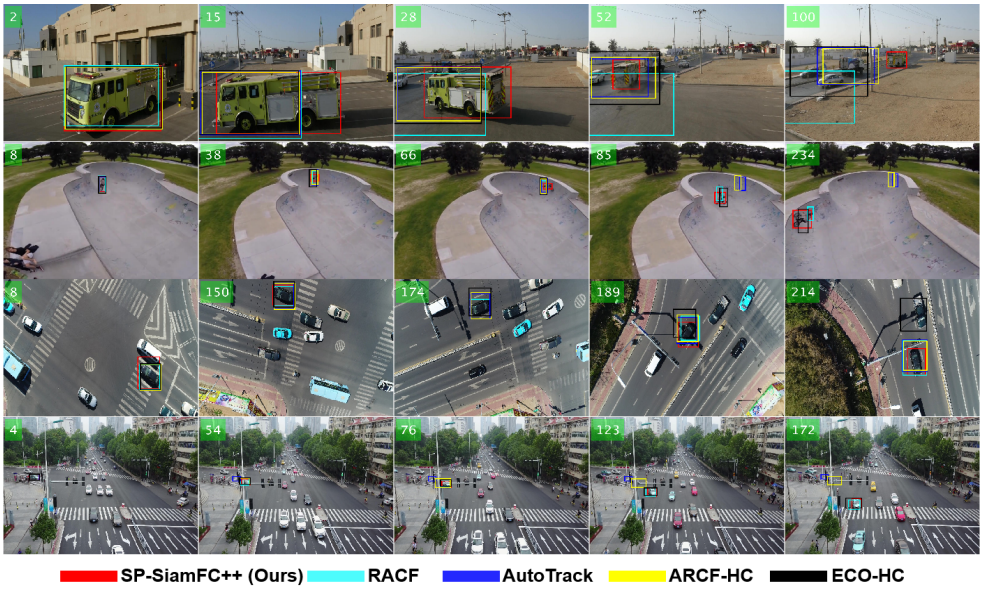 2 15 28 52 100
8 38 66 85 234
8 150 174 189 214
4 54 76 123 172
SP-SiamFC++ (Ours) RACF AutoTrack ARCF-HC ECO-HC